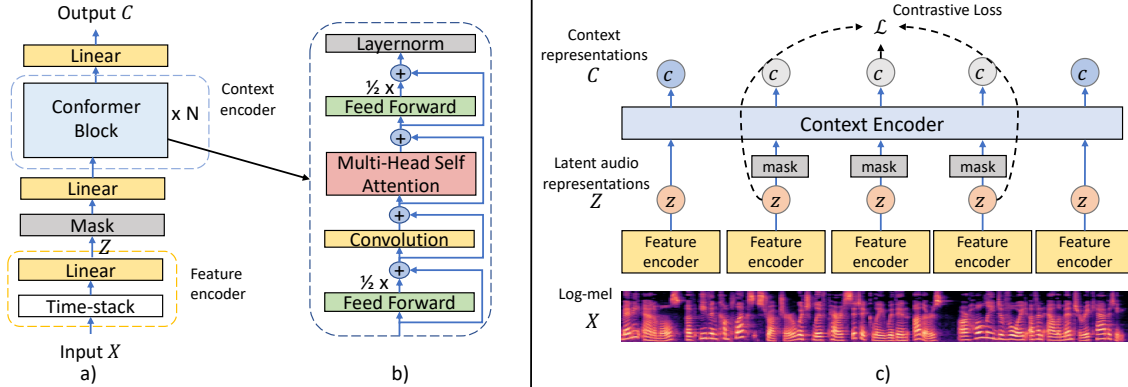 Output C
Linear
Conformer
Block
x N
Context
encoder
Linear
Mask
Z
Linear
Time-stack
Feature
encoder
Input X
a)
Layernorm
+
½ x
Feed Forward
+
Multi-Head Self
Attention
+
Convolution
+
½ x
Feed Forward
b)
Contrastive Loss
ℒ
Context
representations
C
c c c c c
Context Encoder
Latent audio
representations
Z
mask mask mask
z z z z z
Feature Feature Feature Feature Feature
encoder encoder encoder encoder encoder
Log-mel
X
c)